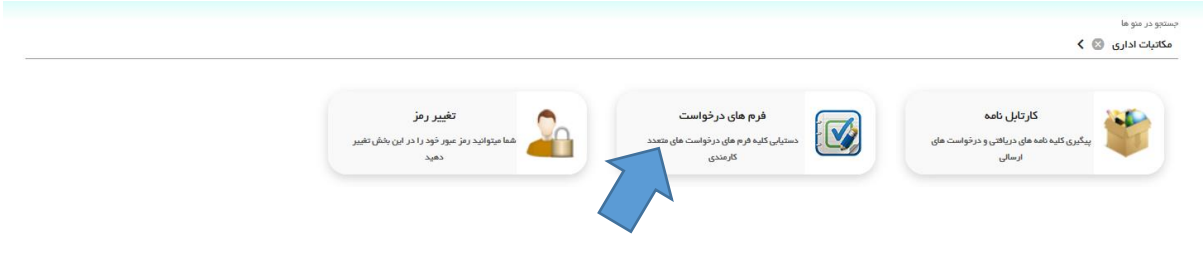 جستجو در منو ها
مکاتبات اداری
کارتابل نامه
پیگیری کلیه نامه های دریافتی و درخواست های
ارسالی
فرم های درخواست
دستیابی کلیه فرم های درخواست های متعدد
کارمندی
تغییر رمز
شما میتوانید رمز عبور خود را در این بخش تغییر
دهید